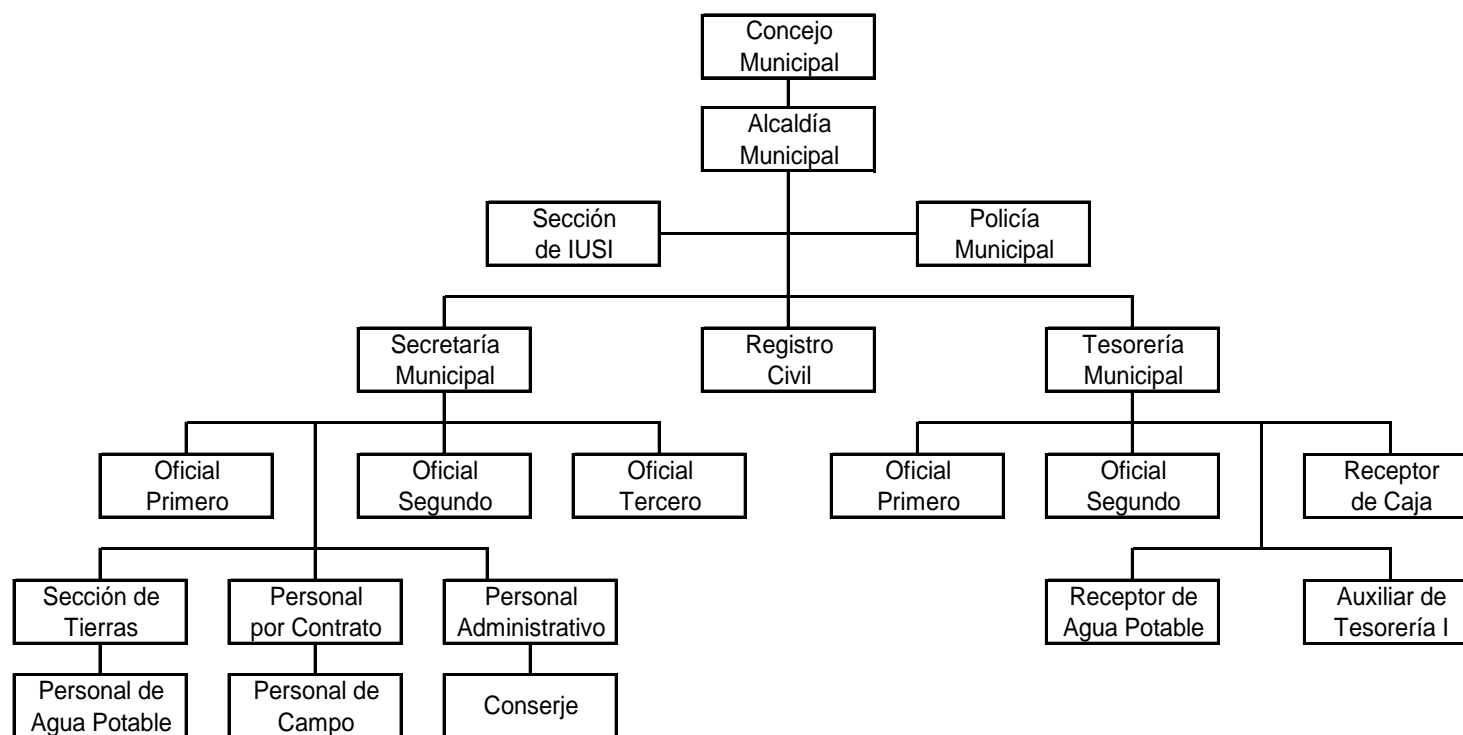 Concejo
Municipal
Alcaldía
Municipal
Sección
de IUSI
Policía
Municipal
Secretaría
Municipal
Registro
Civil
Tesorería
Municipal
Oficial
Primero
Oficial
Segundo
Oficial
Tercero
Oficial
Primero
Oficial
Segundo
Receptor
de Caja
Sección de
Tierras
Personal
por Contrato
Personal
Administrativo
Receptor de
Agua Potable
Auxiliar de
Tesorería I
Personal de
Agua Potable
Personal de
Campo
Conserje